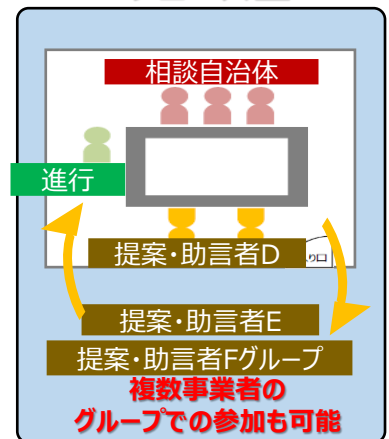 相談自治体
進行
提案・助言者D
り口
提案・助言者E
提案・助言者Fグループ
複数事業者の
グループでの参加も可能